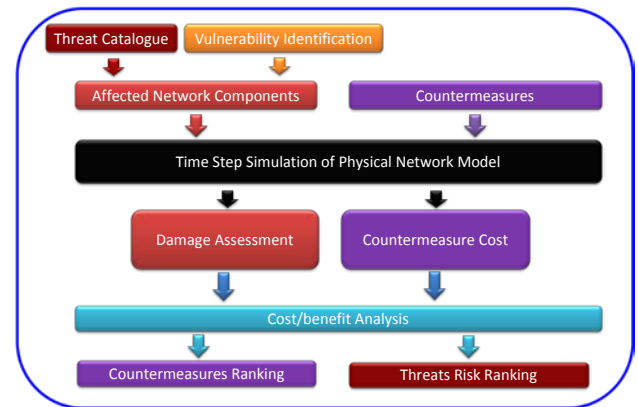 Threat Catalogue
Vulnerability Identification
Affected Network Components
Countermeasures
Time Step Simulation of Physical Network Model
Damage Assessment
Countermeasure Cost
Cost/benefit Analysis
Countermeasures Ranking
Threats Risk Ranking